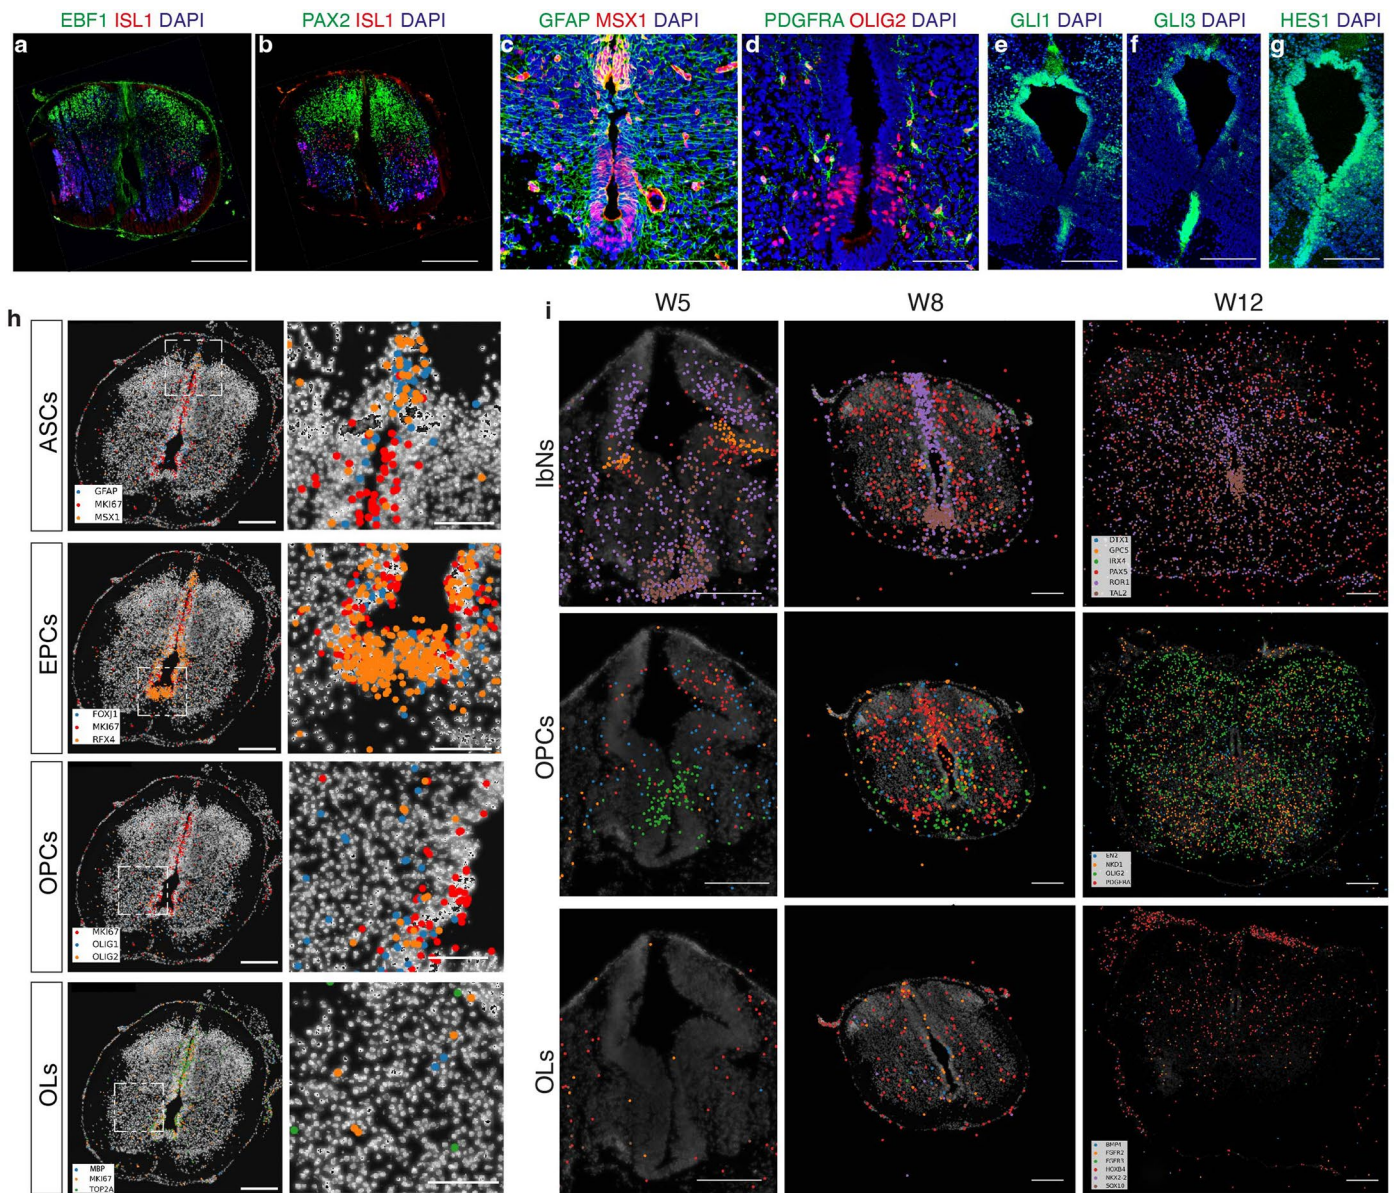 EBF1 ISL1 DAPI
PAX2 ISL1 DAPI
GFAP MSX1 DAPI
PDGFRA OLIG2 DAPI
GLI1 DAPI
GLI3 DAPI
HES1 DAPI
a
b
c
d
e
f
g
h
ASCs
GFAP
MKI67
MSX1
EPCs
FOXJ1
MKI67
RFX4
OPCs
MKI67
OLIG1
OLIG2
OLs
MBP
MKI67
TOP2A
i
W5
W8
W12
IbNs
DTX1
GPC5
IRX4
PAX5
ROR1
TAL2
OPCs
EN2
NKD1
OLIG2
PDGFRA
OLs
BMP4
FGFR2
FGFR3
HOXB4
NKX2-2
SOX10